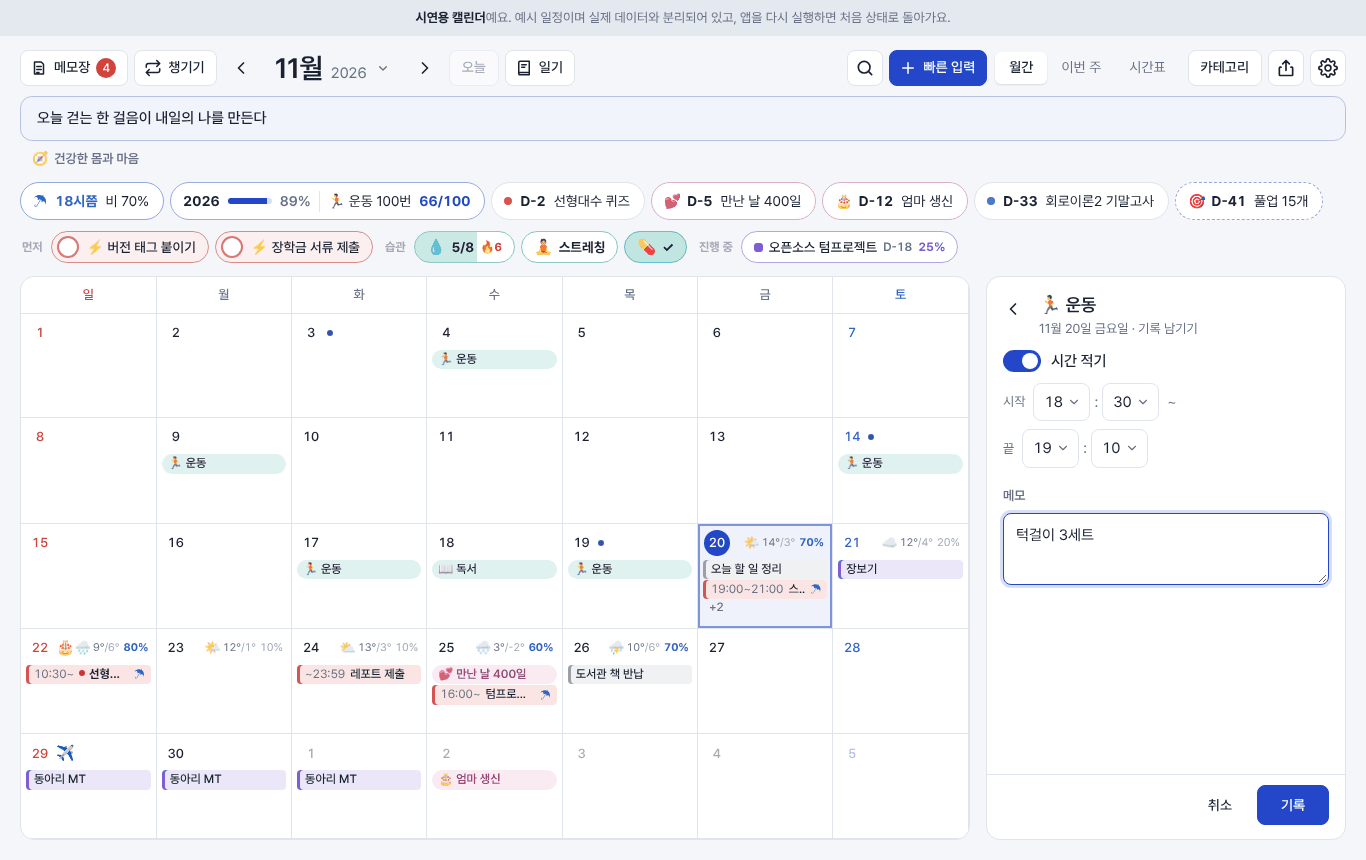 시연용 캘린더예요. 예시 일정이며 실제 데이터와 분리되어 있고, 앱을 다시 실행하면 처음 상태로 돌아가요.
메모장 4 챙기기 11월 2026 오늘 일기 빠른 입력 월간 이번 주 시간표 카테고리
오늘 걷는 한 걸음이 내일의 나를 만든다
🧭 건강한 몸과 마음
☂️ 18시쯤 비 70% 2026 89% 🏃 운동 100번 66/100 D-2 선형대수 퀴즈 💕 D-5 만난 날 400일 🎂 D-12 엄마 생신 D-33 회로이론2 기말고사 🎯 D-41 풀업 15개
먼저 ⚡ 버전 태그 붙이기 ⚡ 장학금 서류 제출 습관 💧 5/8 🔥6 🧘 스트레칭 💊 ✓ 진행 중 오픈소스 텀프로젝트 D-18 25%
일 월 화 수 목 금 토
1 2 3 4 5 6 7
🏃 운동
8 9 10 11 12 13 14
🏃 운동 🏃 운동
15 16 17 18 19 20 🌤️ 14°/3° 70% 21 ☁️ 12°/4° 20%
🏃 운동 📖 독서 🏃 운동 오늘 할 일 정리 장보기
19:00~21:00 스.. ☂️
+2
22 🎂 🌧️ 9°/6° 80% 23 🌤️ 12°/1° 10% 24 ⛅ 13°/3° 10% 25 🌧️ 3°/-2° 60% 26 ⛈️ 10°/6° 70% 27 28
10:30~ 선형... ☂️ ~23:59 레포트 제출 💕 만난 날 400일 도서관 책 반납
16:00~ 텀프로... ☂️
29 ✈️ 30 1 2 3 4 5
동아리 MT 동아리 MT 동아리 MT 🎂 엄마 생신
🏃 운동
11월 20일 금요일 · 기록 남기기
시간 적기
시작 18 : 30 ~
끝 19 : 10
메모
턱걸이 3세트
취소 기록